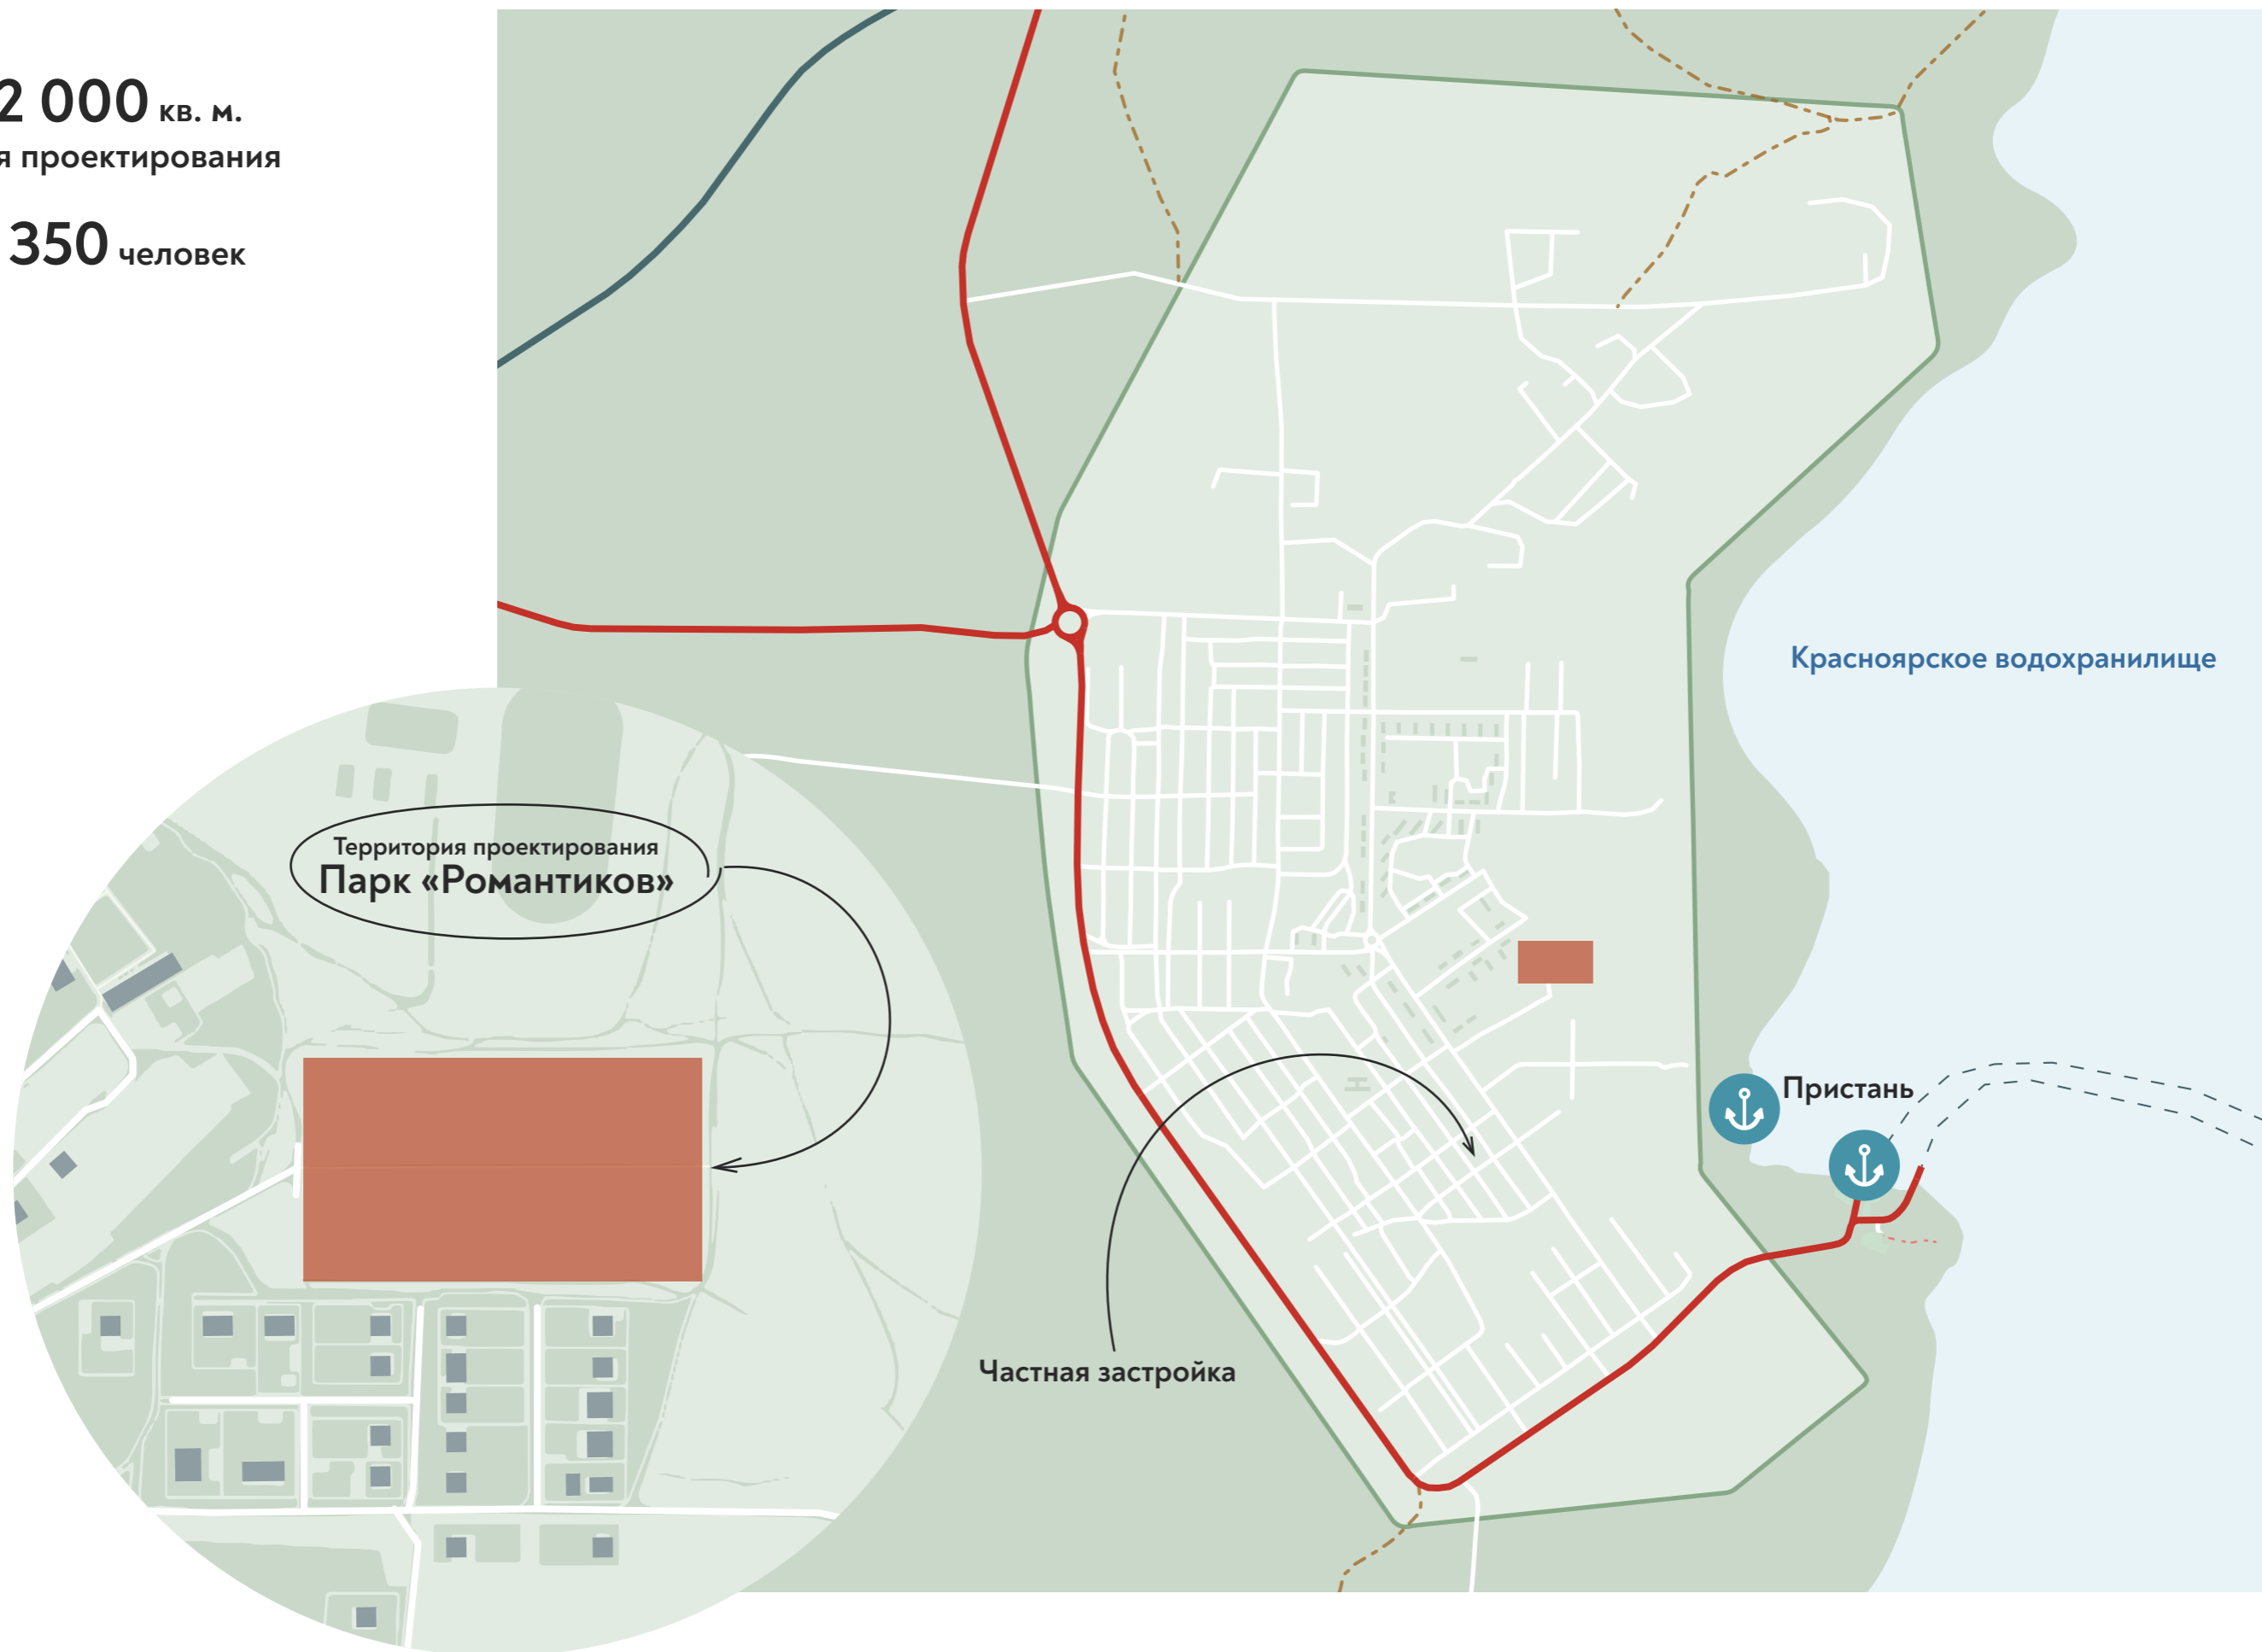 2 000 кв. м.
я проектирования
350 человек
Красноярское водохранилище
Территория проектирования
Парк «Романтиков»
Пристань
Частная застройка